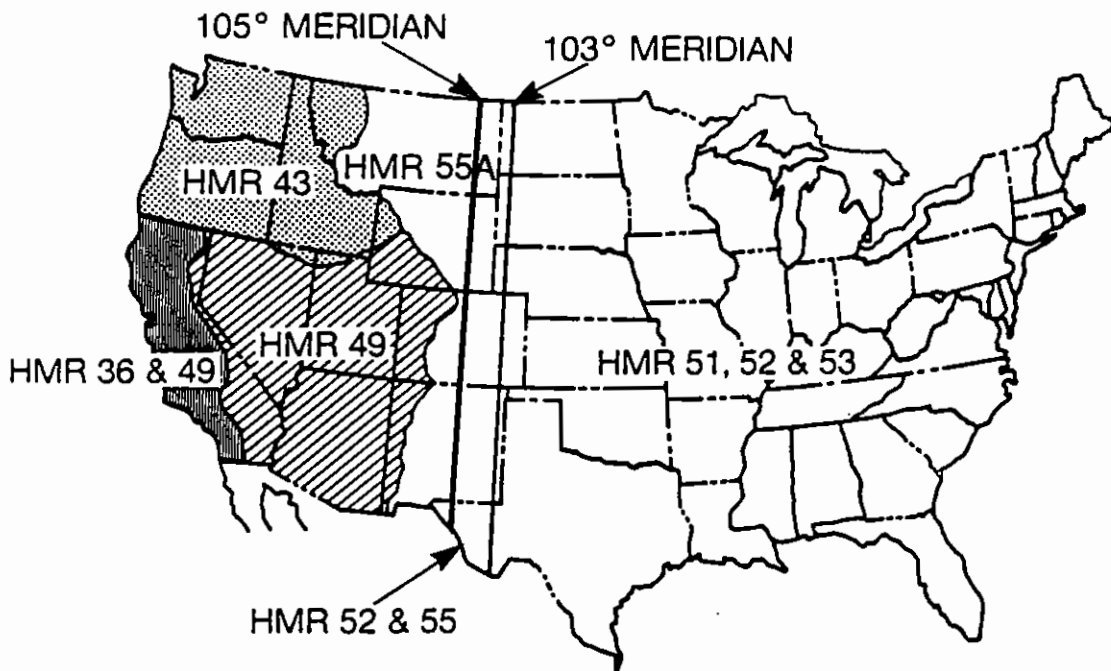 105° MERIDIAN
103° MERIDIAN
HMR 55A
HMR 43
HMR 49
HMR 36 & 49
HMR 51, 52 & 53
HMR 52 & 55